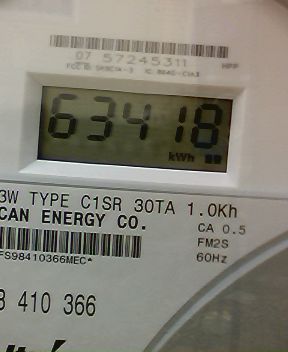 07 57245311
HPP
63418
kWh
3W TYPE C1SR 30TA 1.0Kh
CAN ENERGY CO.
CA 0.5
FM2S
60Hz
FS98410366MEC*
410 366